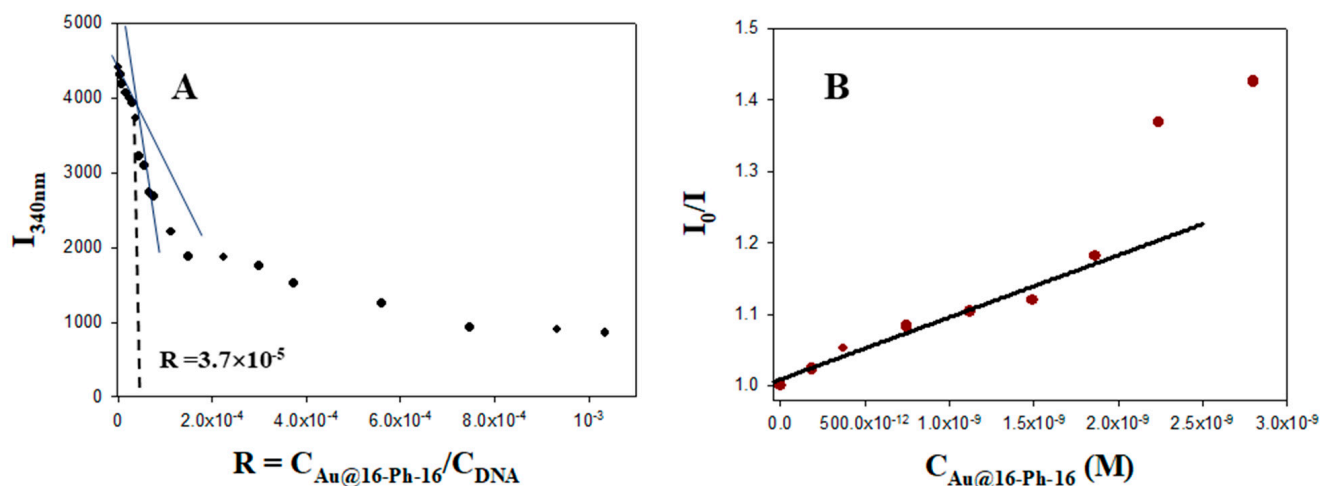 A
I340nm
5000
4000
3000
2000
1000
0
R =3.7×10-5
0 2.0x10-4 4.0x10-4 6.0x10-4 8.0x10-4 10-3
R = CAu@16-Ph-16/CDNA
B
I0/I
1.5
1.4
1.3
1.2
1.1
1.0
0.0 500.0x10-12 1.0x10-9 1.5x10-9 2.0x10-9 2.5x10-9 3.0x10-9
CAu@16-Ph-16 (M)